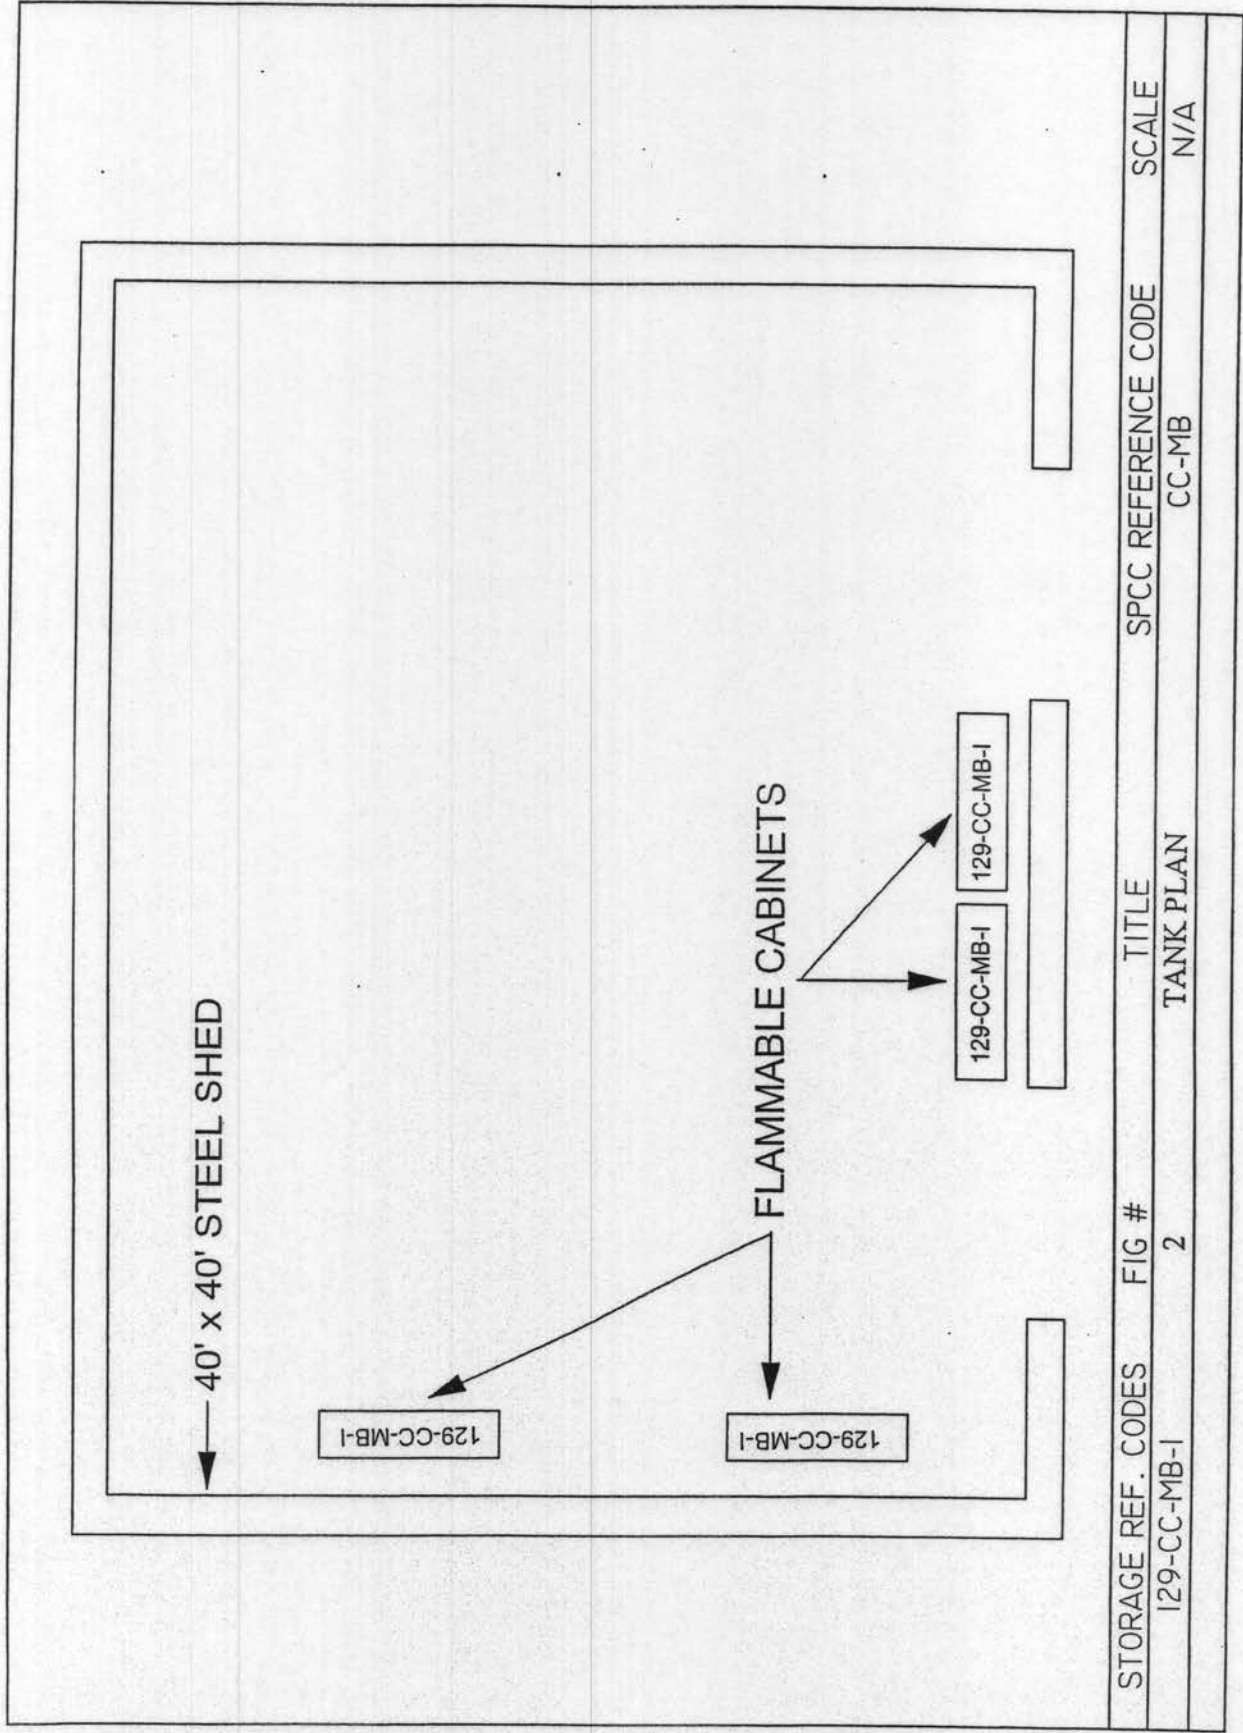 40' x 40' STEEL SHED
129-CC-MB-I
129-CC-MB-I
FLAMMABLE CABINETS
129-CC-MB-I
129-CC-MB-I
STORAGE REF. CODES FIG # TITLE SPCC REFERENCE CODE SCALE
129-CC-MB-I 2 TANK PLAN CC-MB N/A